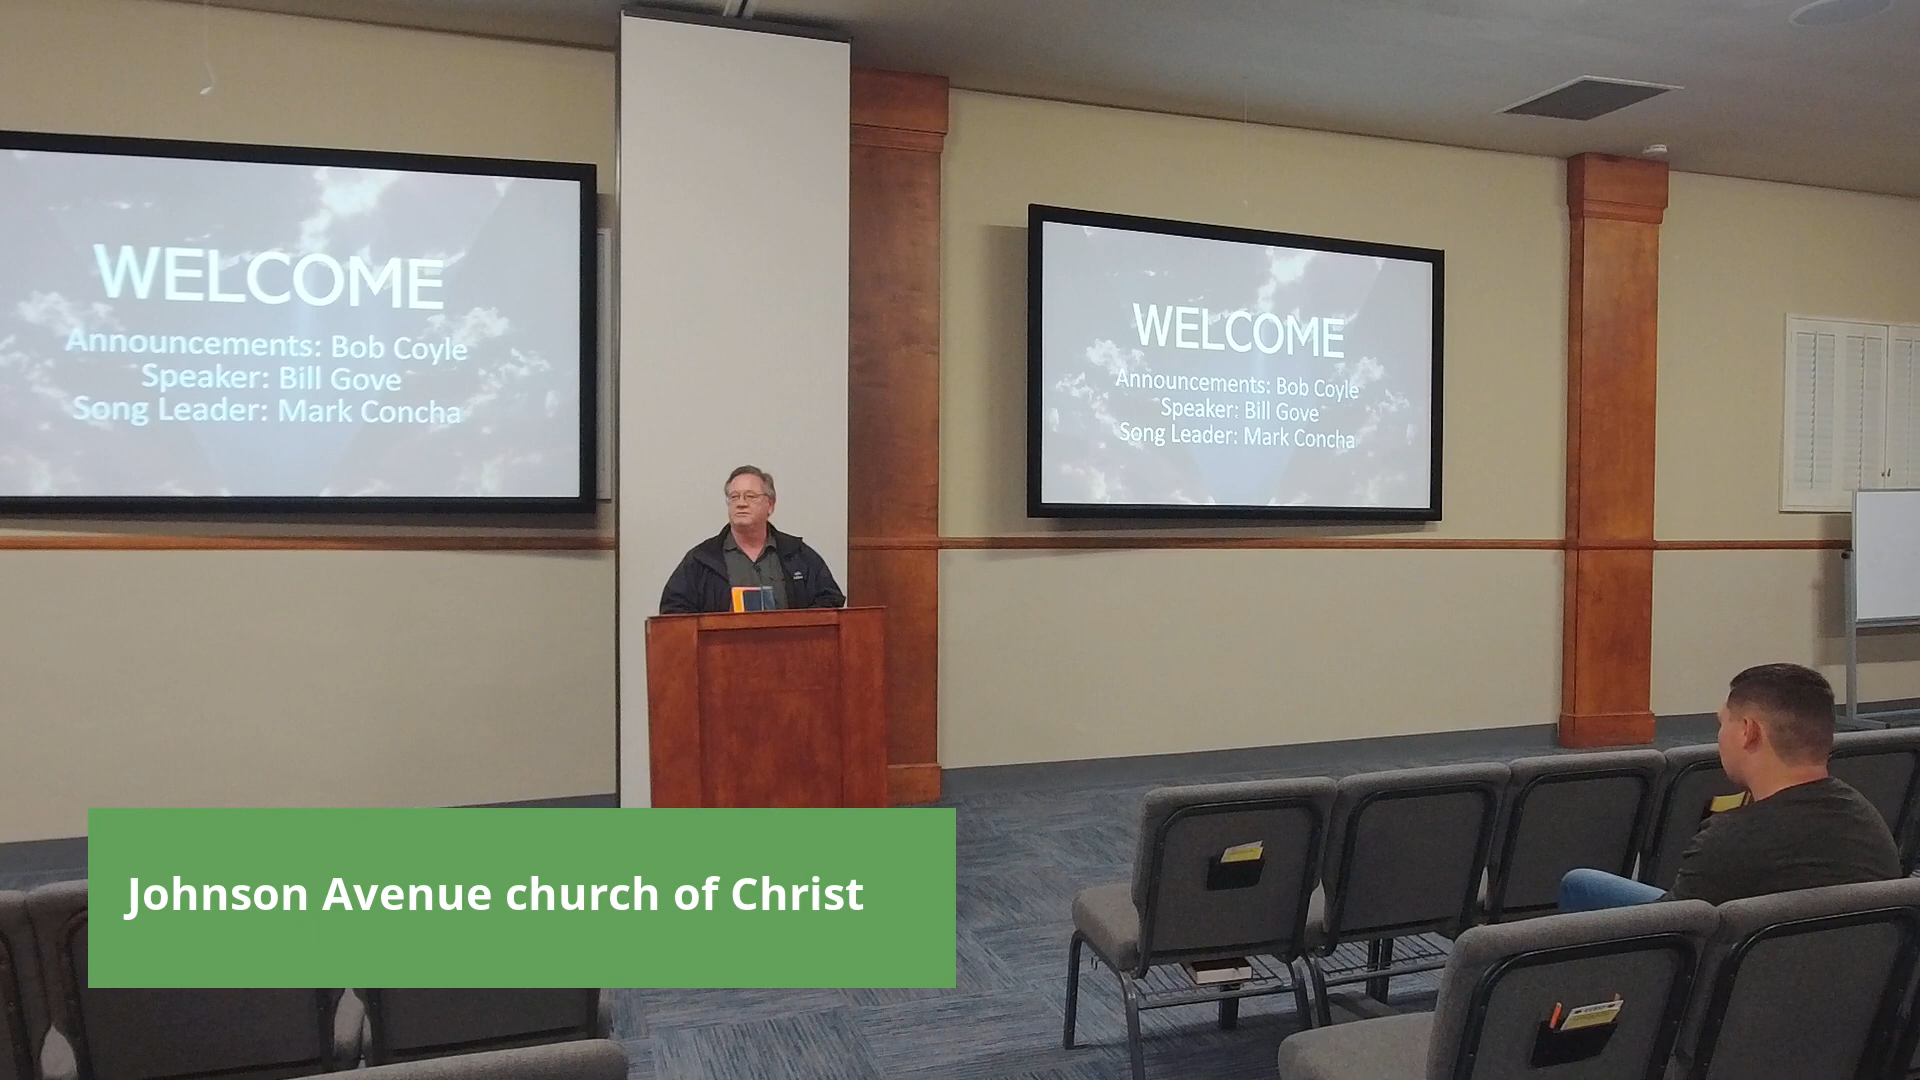 WELCOME
Announcements: Bob Coyle
Speaker: Bill Gove
Song Leader: Mark Concha
WELCOME
Announcements: Bob Coyle
Speaker: Bill Gove
Song Leader: Mark Concha
Johnson Avenue church of Christ